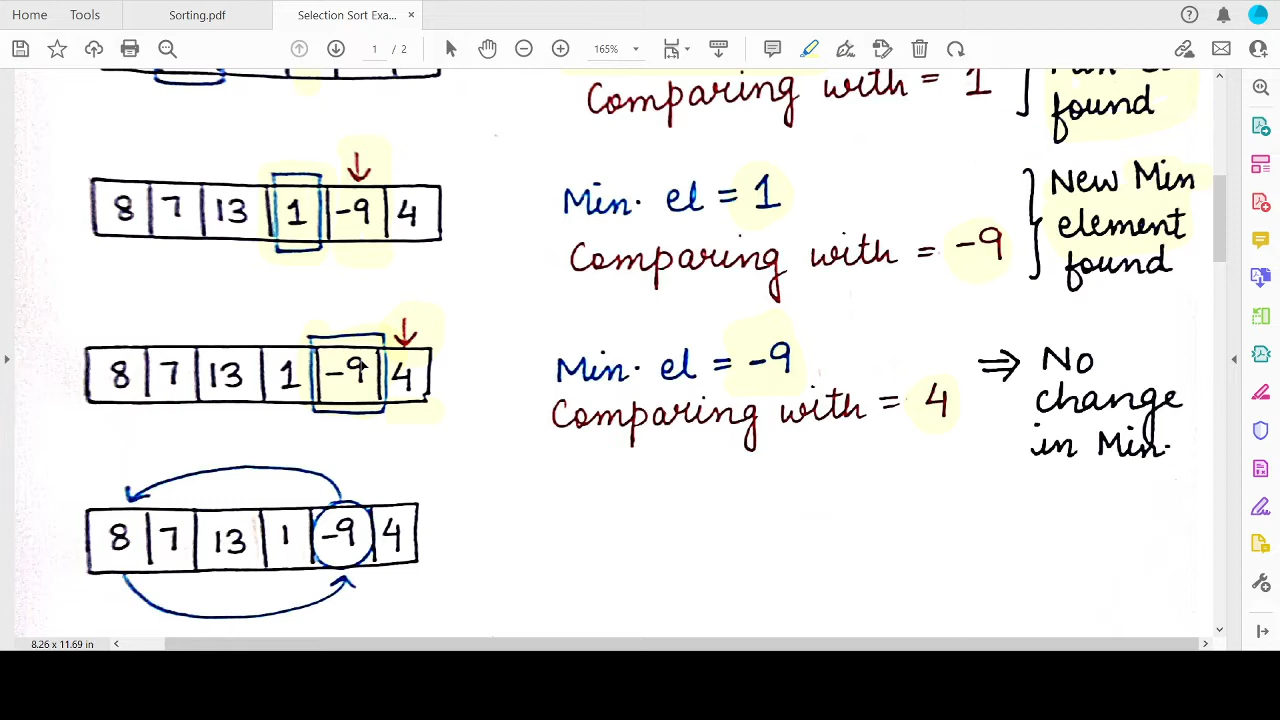 Home Tools Sorting.pdf Selection Sort Exa... ×
1 / 2 165%
Comparing with = 1
found
8 7 13 1 -9 4
Min. el = 1
Comparing with = -9
New Min
element
found
8 7 13 1 -9 4
Min. el = -9
Comparing with = 4
⇒ No
change
in Min.
8 7 13 1 -9 4
8.26 x 11.69 in